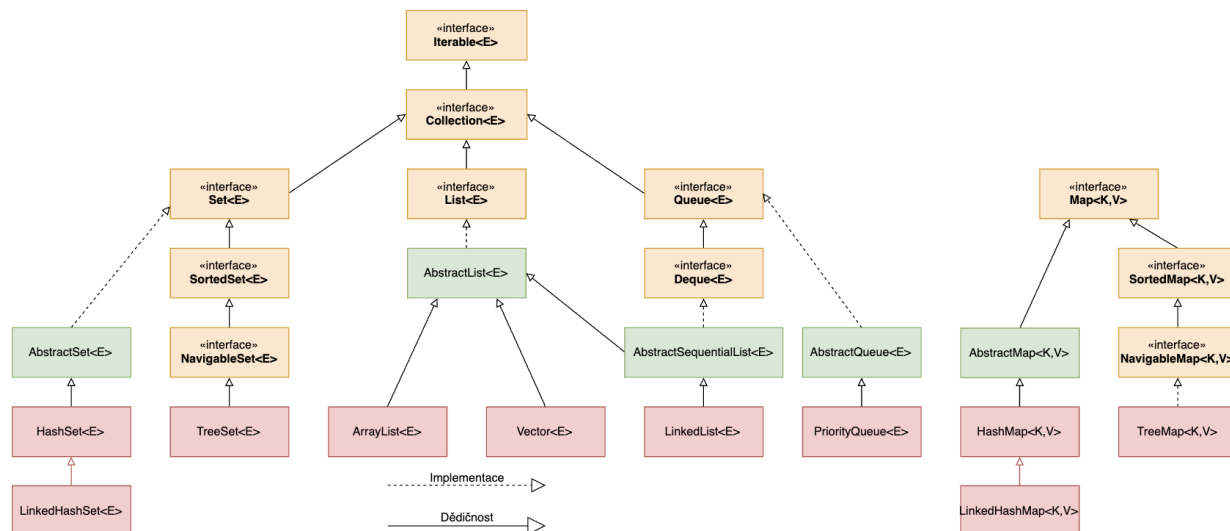 «interface»
Iterable<E>
«interface»
Collection<E>
«interface»
Set<E>
«interface»
List<E>
«interface»
Queue<E>
«interface»
Map<K,V>
«interface»
SortedSet<E>
AbstractList<E>
«interface»
Deque<E>
«interface»
SortedMap<K,V>
AbstractSet<E>
«interface»
NavigableSet<E>
AbstractSequentialList<E>
AbstractQueue<E>
AbstractMap<K,V>
«interface»
NavigableMap<K,V>
HashSet<E>
TreeSet<E>
ArrayList<E>
Vector<E>
LinkedList<E>
PriorityQueue<E>
HashMap<K,V>
TreeMap<K,V>
Implementace
LinkedHashSet<E>
LinkedHashMap<K,V>
Dědičnost